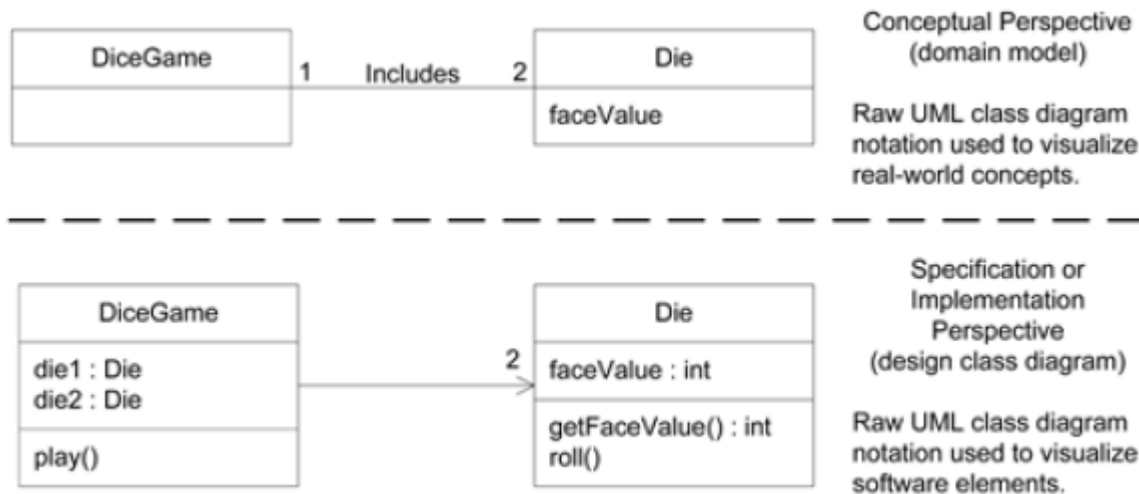 DiceGame
1
Includes
2
Die
faceValue
Conceptual Perspective
(domain model)
Raw UML class diagram
notation used to visualize
real-world concepts.
DiceGame
die1 : Die
die2 : Die
play()
2
Die
faceValue : int
getFaceValue() : int
roll()
Specification or
Implementation
Perspective
(design class diagram)
Raw UML class diagram
notation used to visualize
software elements.